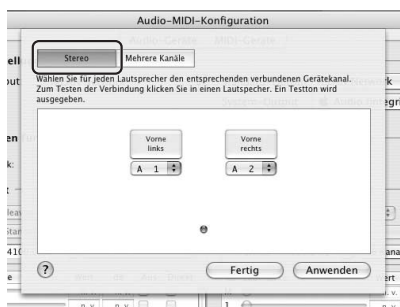 Audio-MIDI-Konfiguration
Stereo Mehrere Kanäle
Wählen Sie für jeden Lautsprecher den entsprechenden verbundenen Gerätekanal.
Zum Testen der Verbindung klicken Sie in einen Lautspecher. Ein Testton wird
ausgegeben.
Vorne
links
Vorne
rechts
A 1
A 2
?
Fertig Anwenden